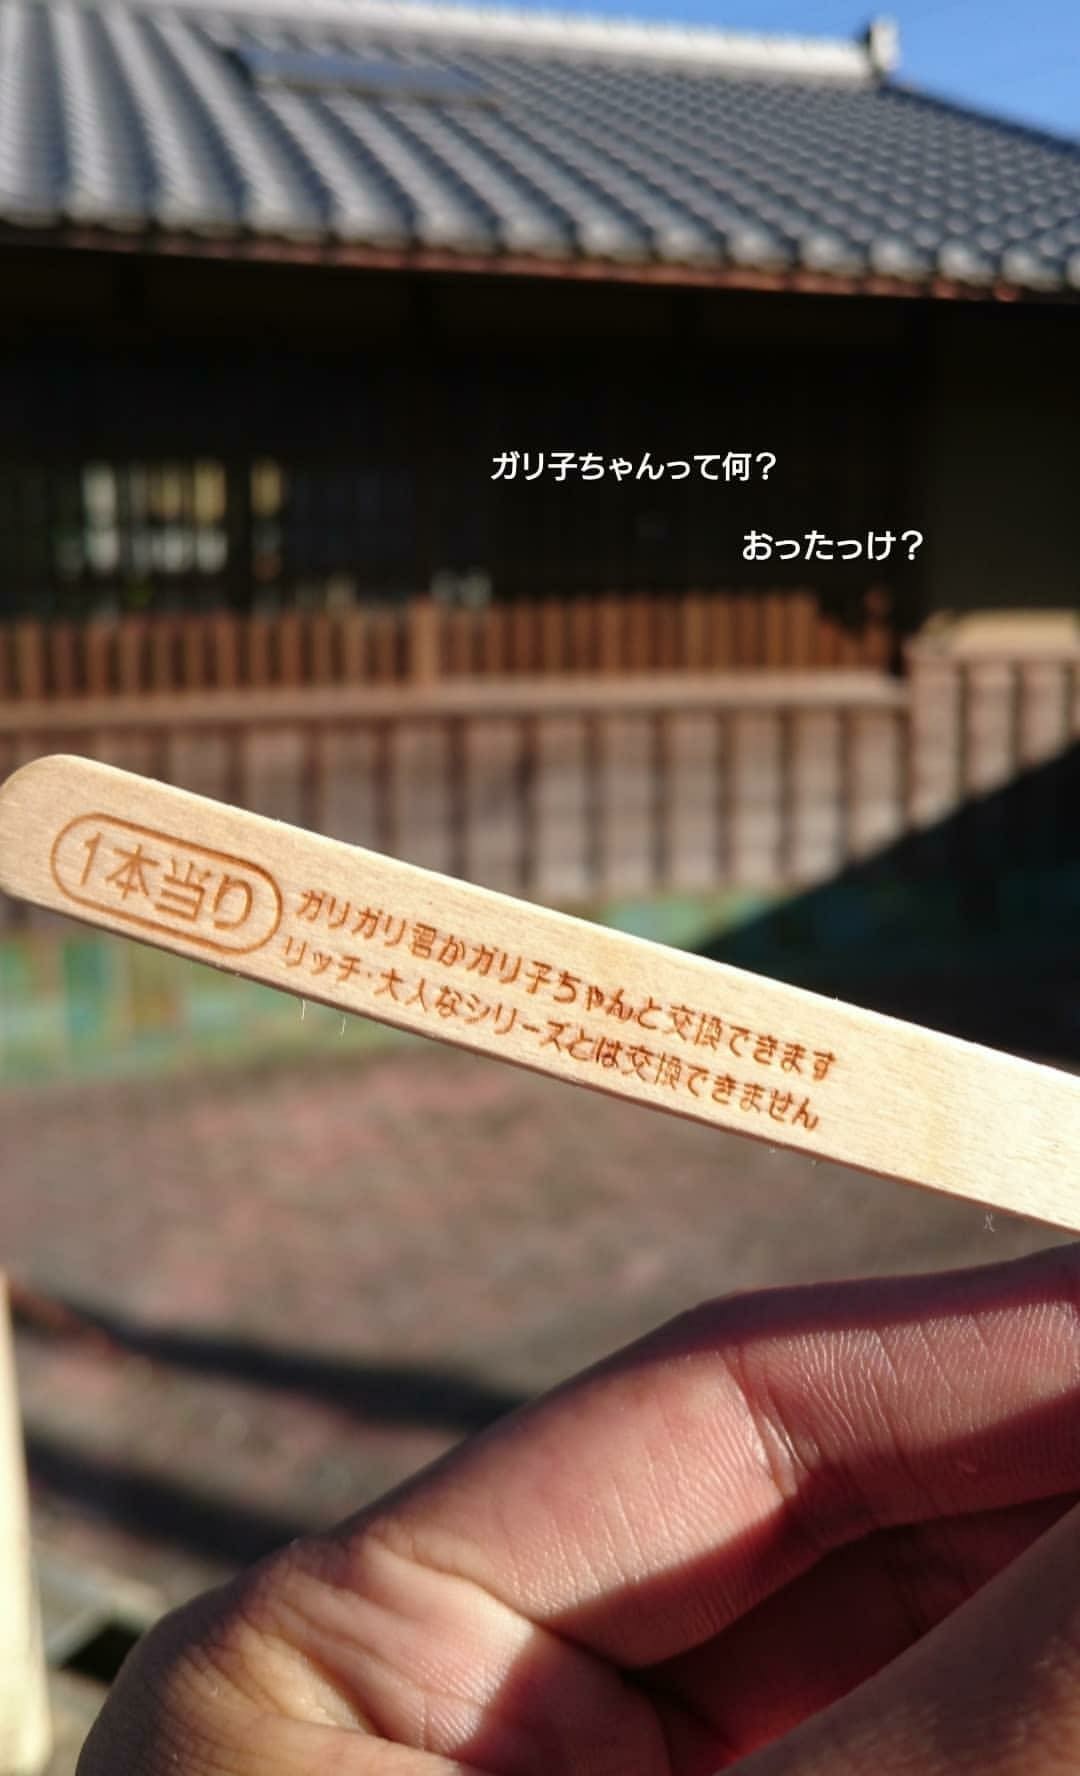 ガリ子ちゃんって何？
おったっけ？
1本当り
ガリガリ君かガリ子ちゃんと交換できます
リッチ・大人なシリーズとは交換できません